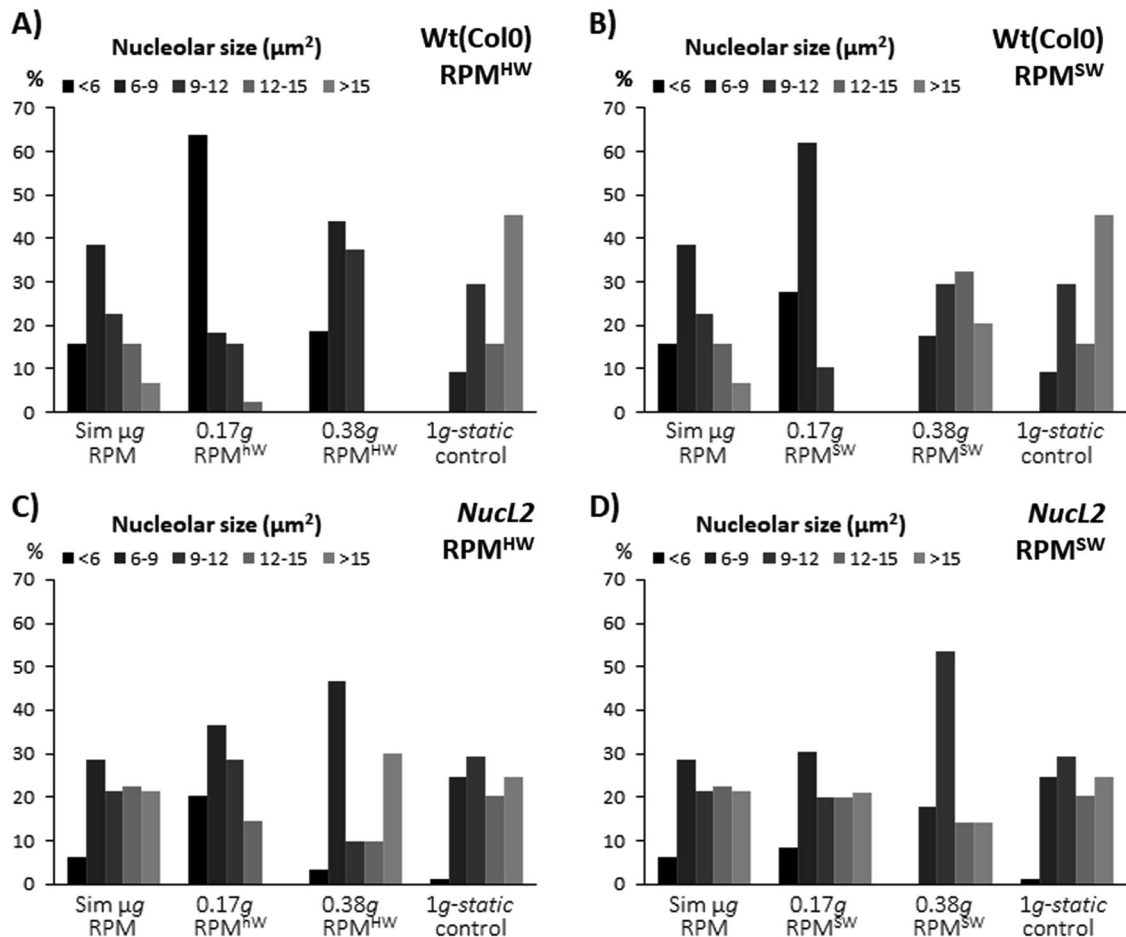 A)
Nucleolar size (µm²)
Wt(Col0)
RPMᴴᵂ
%
<6 6-9 9-12 12-15 >15
70
60
50
40
30
20
10
0
Sim µg
RPM
0.17g
RPMʰᵂ
0.38g
RPMᴴᵂ
1g-static
control
B)
Nucleolar size (µm²)
Wt(Col0)
RPMˢᵂ
%
<6 6-9 9-12 12-15 >15
70
60
50
40
30
20
10
0
Sim µg
RPM
0.17g
RPMˢᵂ
0.38g
RPMˢᵂ
1g-static
control
C)
Nucleolar size (µm²)
NucL2
RPMᴴᵂ
%
<6 6-9 9-12 12-15 >15
70
60
50
40
30
20
10
0
Sim µg
RPM
0.17g
RPMʰᵂ
0.38g
RPMᴴᵂ
1g-static
control
D)
Nucleolar size (µm²)
NucL2
RPMˢᵂ
%
<6 6-9 9-12 12-15 >15
70
60
50
40
30
20
10
0
Sim µg
RPM
0.17g
RPMˢᵂ
0.38g
RPMˢᵂ
1g-static
control